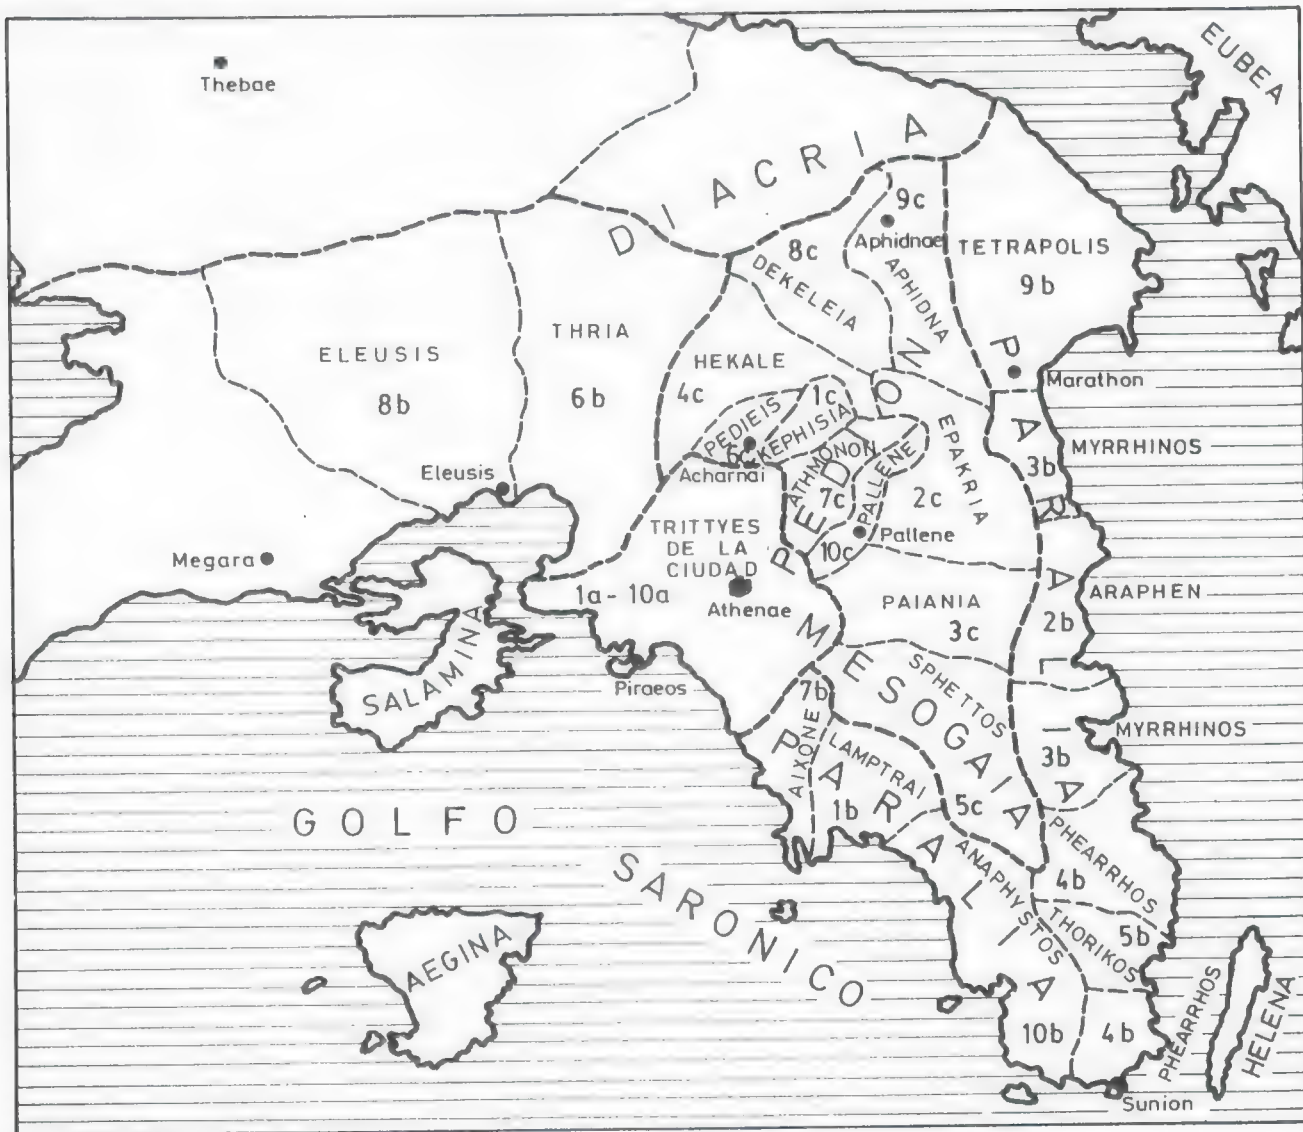 EUBEA
Thebae
DIACRIA
9c
Aphidnae
TETRAPOLIS
9b
8c
DEKELEIA
APHIDNA
THRIA
6b
ELEUSIS
8b
HEKALE
4c
1c
PEDIEIS
6c
KEPHISIA
Acharnai
ATHMONON
7c
PALLENE
10c
Pallene
2c
EPAKRIA
PEDION
Marathon
MYRRHINOS
3b
PARALIA
Eleusis
Megara
TRITTYES
DE LA
CIUDAD
1a-10a
Athenae
PAIANIA
3c
ARAPHEN
2b
SALAMINA
Piraeos
MESOGAIA
SPHETTOS
5c
7b
AIXONE
LAMPTRAI
1b
PARALIA
MYRRHINOS
3b
GOLFO
SARONICO
ANAPHYSTOS
PHEARRHOS
4b
THORIKOS
5b
AEGINA
10b
4b
PHEARRHOS
HELENA
Sunion